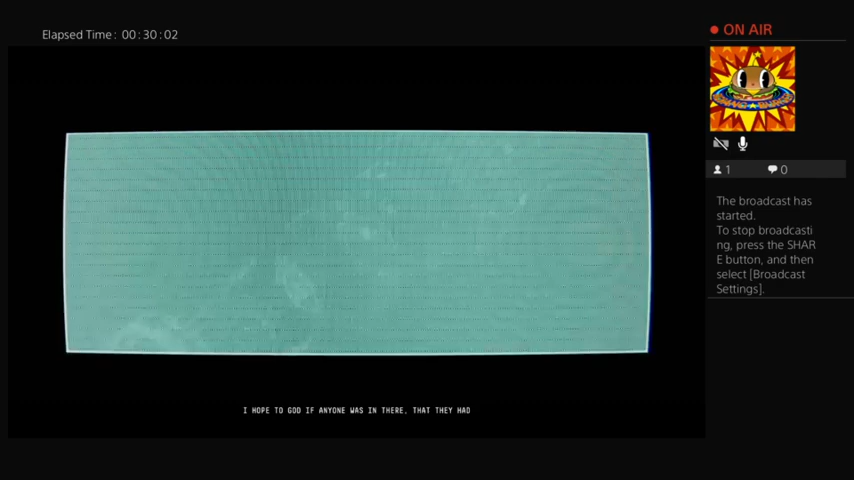 Elapsed Time: 00:30:02
ON AIR
1
0
The broadcast has
started.
To stop broadcasti
ng, press the SHAR
E button, and then
select [Broadcast
Settings].
I HOPE TO GOD IF ANYONE WAS IN THERE, THAT THEY HAD